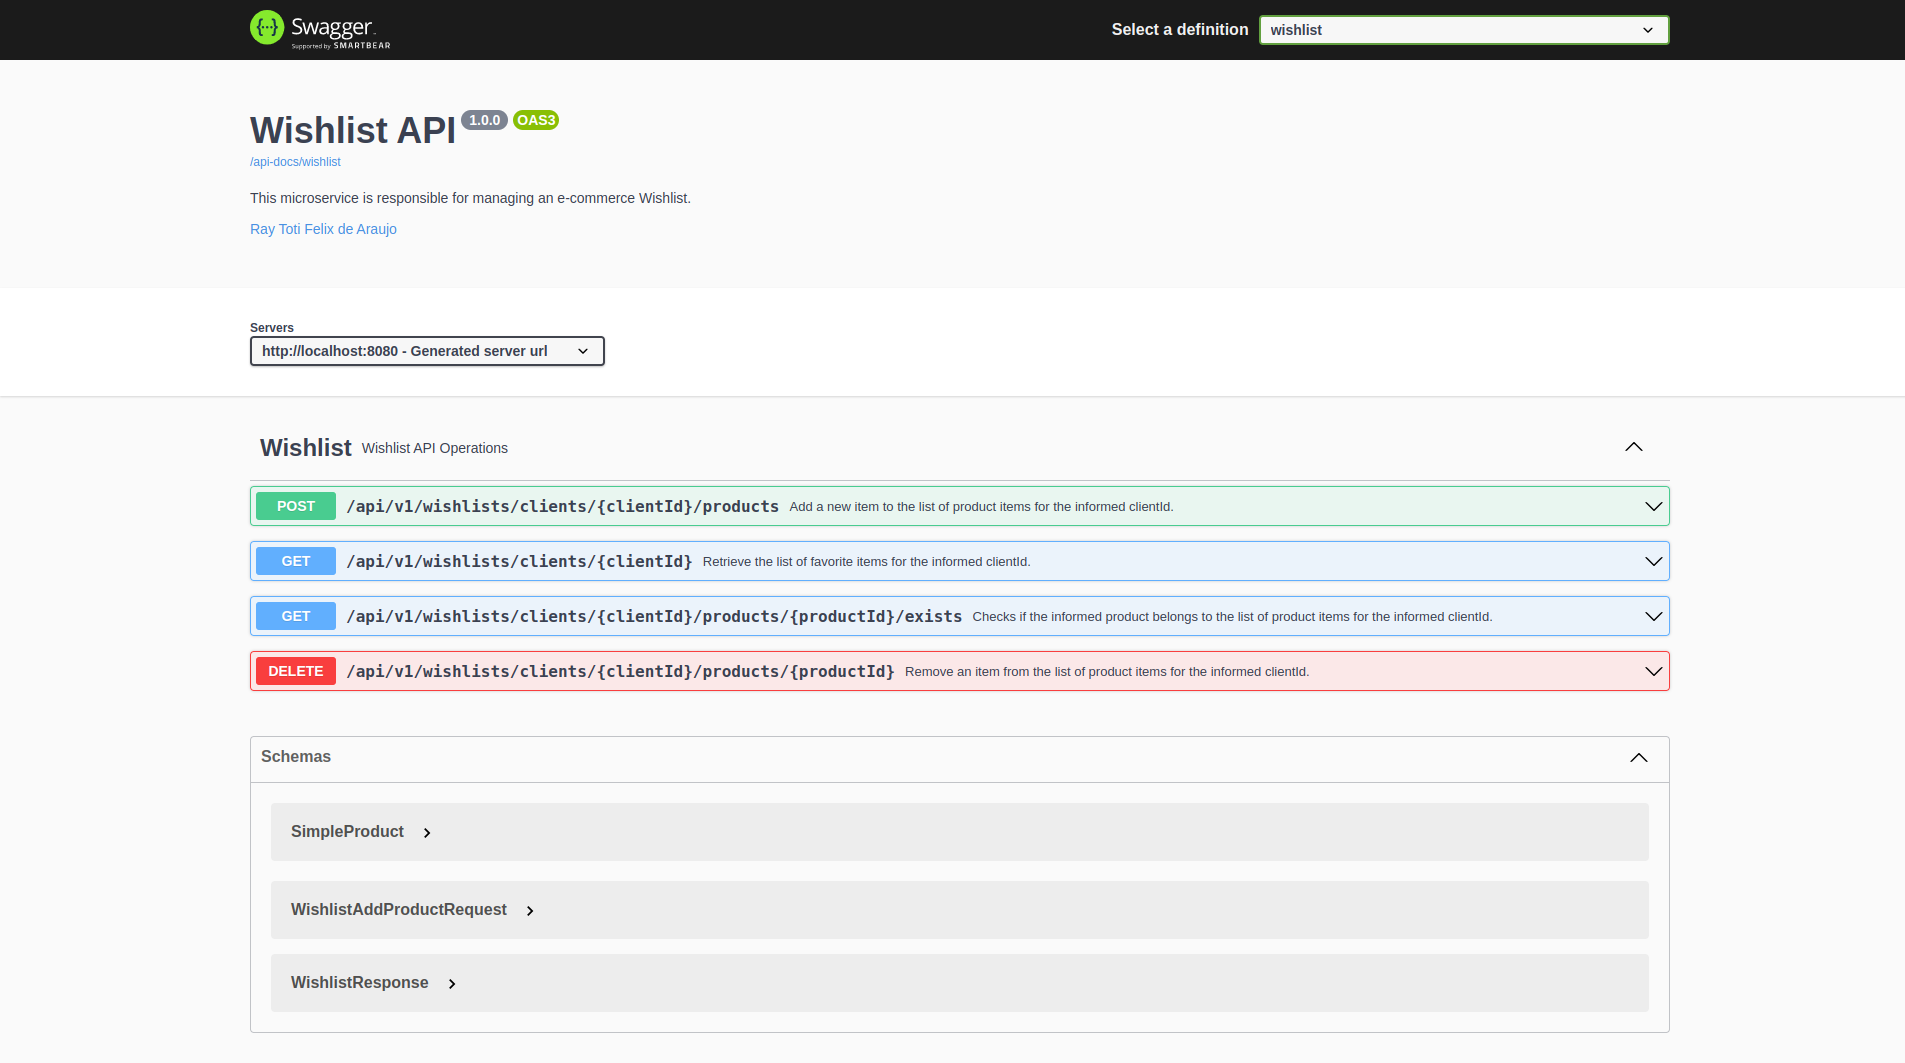 Swagger
Supported by SMARTBEAR
Select a definition
wishlist
Wishlist API 1.0.0 OAS3
/api-docs/wishlist
This microservice is responsible for managing an e-commerce Wishlist.
Ray Toti Felix de Araujo
Servers
http://localhost:8080 - Generated server url
Wishlist Wishlist API Operations
POST /api/v1/wishlists/clients/{clientId}/products Add a new item to the list of product items for the informed clientId.
GET /api/v1/wishlists/clients/{clientId} Retrieve the list of favorite items for the informed clientId.
GET /api/v1/wishlists/clients/{clientId}/products/{productId}/exists Checks if the informed product belongs to the list of product items for the informed clientId.
DELETE /api/v1/wishlists/clients/{clientId}/products/{productId} Remove an item from the list of product items for the informed clientId.
Schemas
SimpleProduct
WishlistAddProductRequest
WishlistResponse